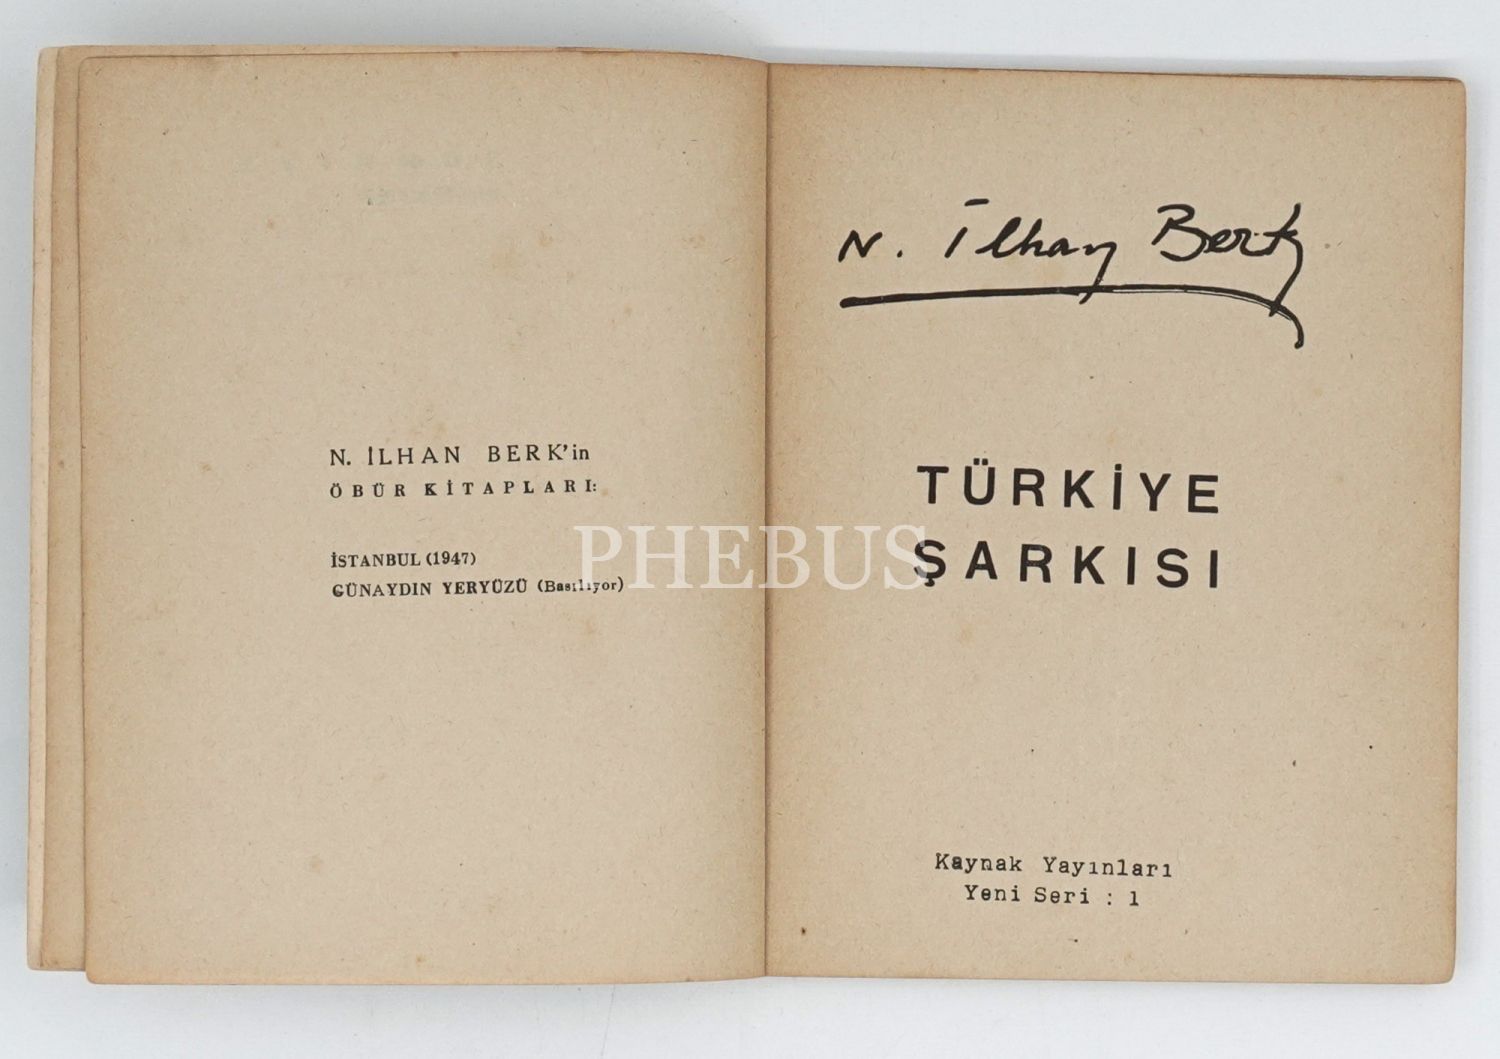 N. İLHAN BERK'in
ÖBÜR KİTAPLARI:
İSTANBUL (1947)
GÜNAYDIN YERYÜZÜ (Basılıyor)
N. İlhan Berk
TÜRKİYE
ŞARKISI
Kaynak Yayınları
Yeni Seri : 1
PHEBUS